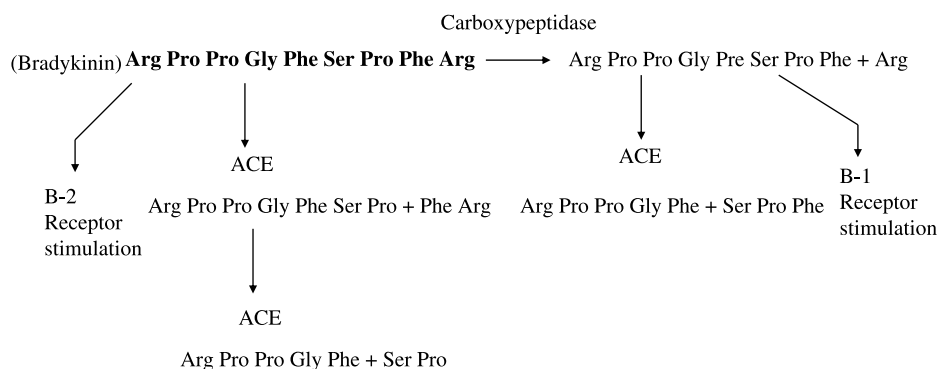 Carboxypeptidase
(Bradykinin) Arg Pro Pro Gly Phe Ser Pro Phe Arg
Arg Pro Pro Gly Pre Ser Pro Phe + Arg
B-2
Receptor
stimulation
ACE
Arg Pro Pro Gly Phe Ser Pro + Phe Arg
ACE
Arg Pro Pro Gly Phe + Ser Pro
ACE
Arg Pro Pro Gly Phe + Ser Pro Phe
B-1
Receptor
stimulation